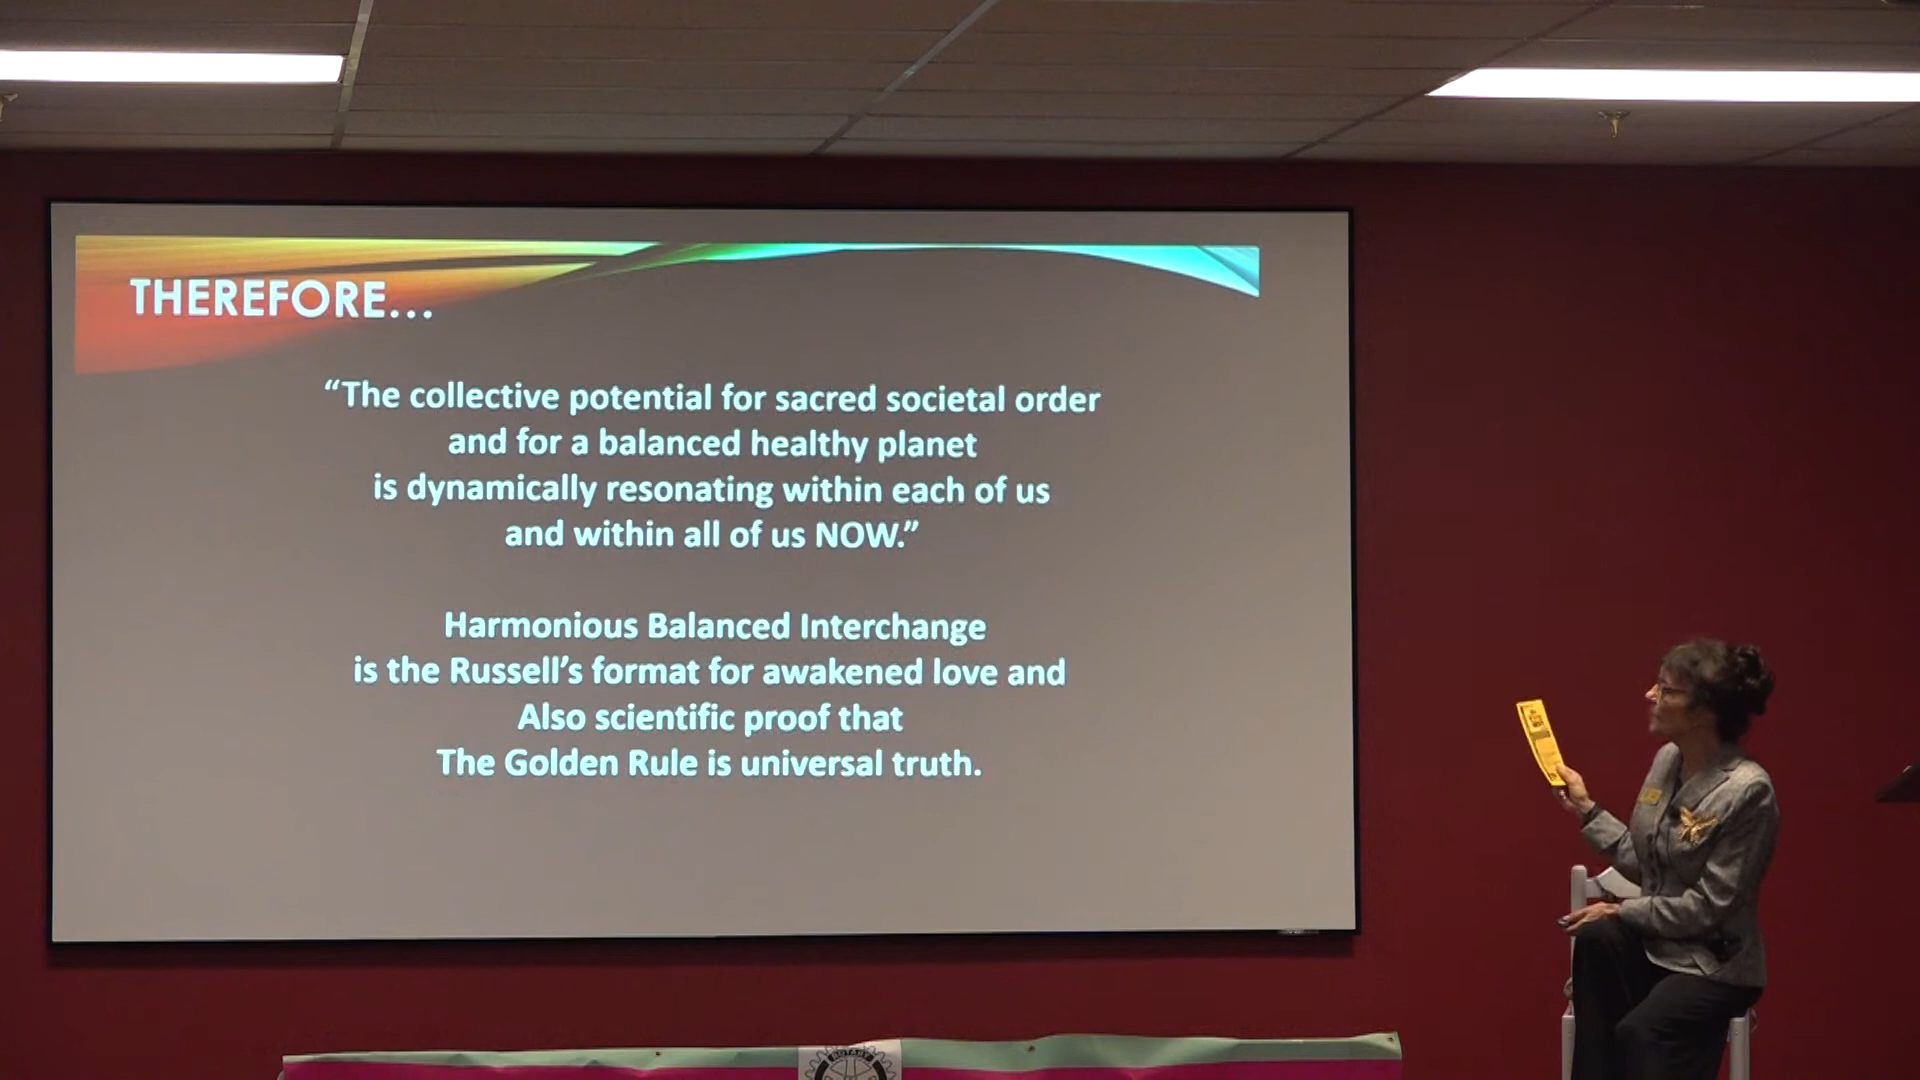 THEREFORE...
“The collective potential for sacred societal order
and for a balanced healthy planet
is dynamically resonating within each of us
and within all of us NOW.”
Harmonious Balanced Interchange
is the Russell’s format for awakened love and
Also scientific proof that
The Golden Rule is universal truth.
ROTARY